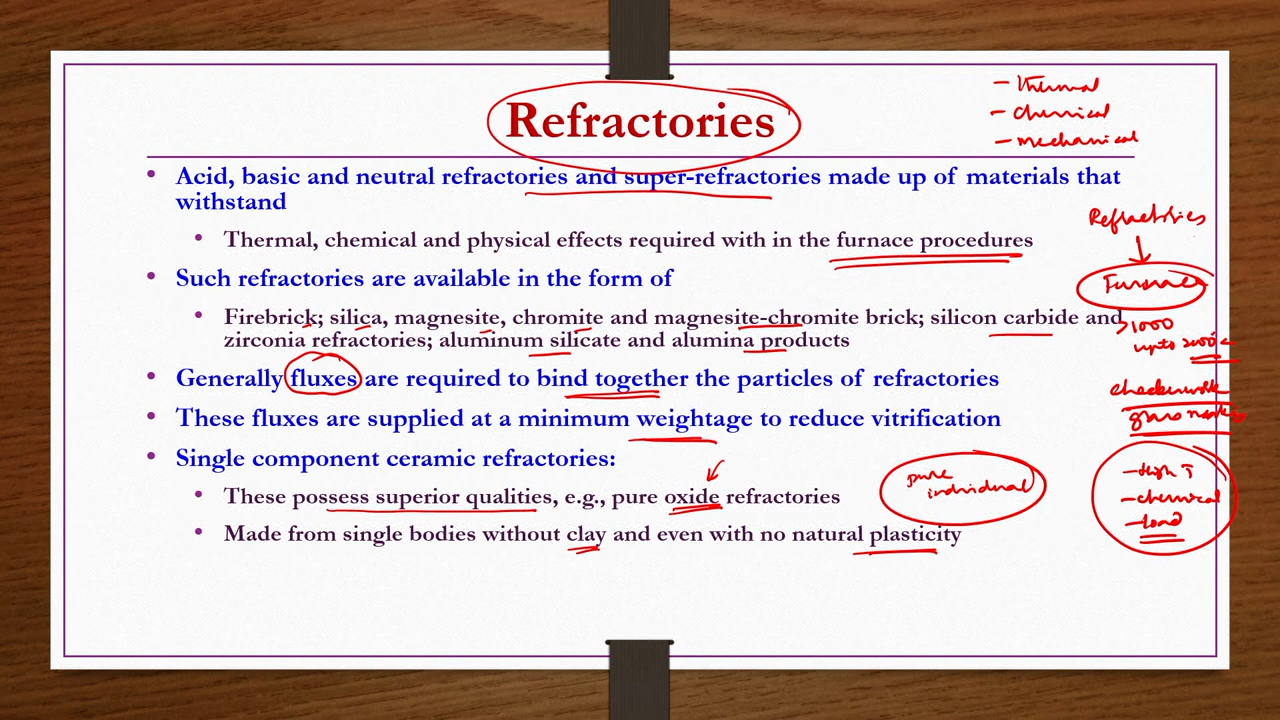 Refractories
- Thermal
- chemical
- mechanical
• Acid, basic and neutral refractories and super-refractories made up of materials that
withstand
• Thermal, chemical and physical effects required with in the furnace procedures
• Such refractories are available in the form of
• Firebrick; silica, magnesite, chromite and magnesite-chromite brick; silicon carbide and
zirconia refractories; aluminum silicate and alumina products
• Generally fluxes are required to bind together the particles of refractories
• These fluxes are supplied at a minimum weightage to reduce vitrification
• Single component ceramic refractories:
• These possess superior qualities, e.g., pure oxide refractories
• Made from single bodies without clay and even with no natural plasticity
pure
individual
Refractories
Furnace
>1000
upto
- High T
- chemical
- load